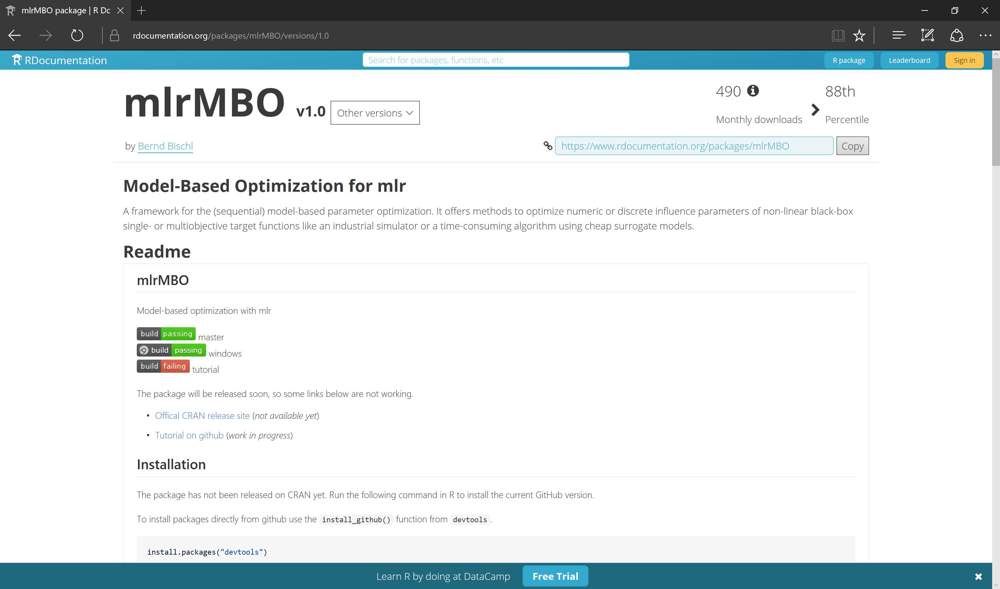 mlrMBO package | R Dc
rdocumentation.org/packages/mlrMBO/versions/1.0
RDocumentation
Search for packages, functions, etc
R package
Leaderboard
Sign in
mlrMBO v1.0 Other versions
490
Monthly downloads
88th
Percentile
by Bernd Bischl
https://www.rdocumentation.org/packages/mlrMBO
Copy
Model-Based Optimization for mlr
A framework for the (sequential) model-based parameter optimization. It offers methods to optimize numeric or discrete influence parameters of non-linear black-box
single- or multiobjective target functions like an industrial simulator or a time-consuming algorithm using cheap surrogate models.
Readme
mlrMBO
Model-based optimization with mlr
build passing master
build passing windows
build failing tutorial
The package will be released soon, so some links below are not working.
• Offical CRAN release site (not available yet)
• Tutorial on github (work in progress)
Installation
The package has not been released on CRAN yet. Run the following command in R to install the current GitHub version.
To install packages directly from github use the install_github() function from devtools.
install.packages("devtools")
Learn R by doing at DataCamp
Free Trial